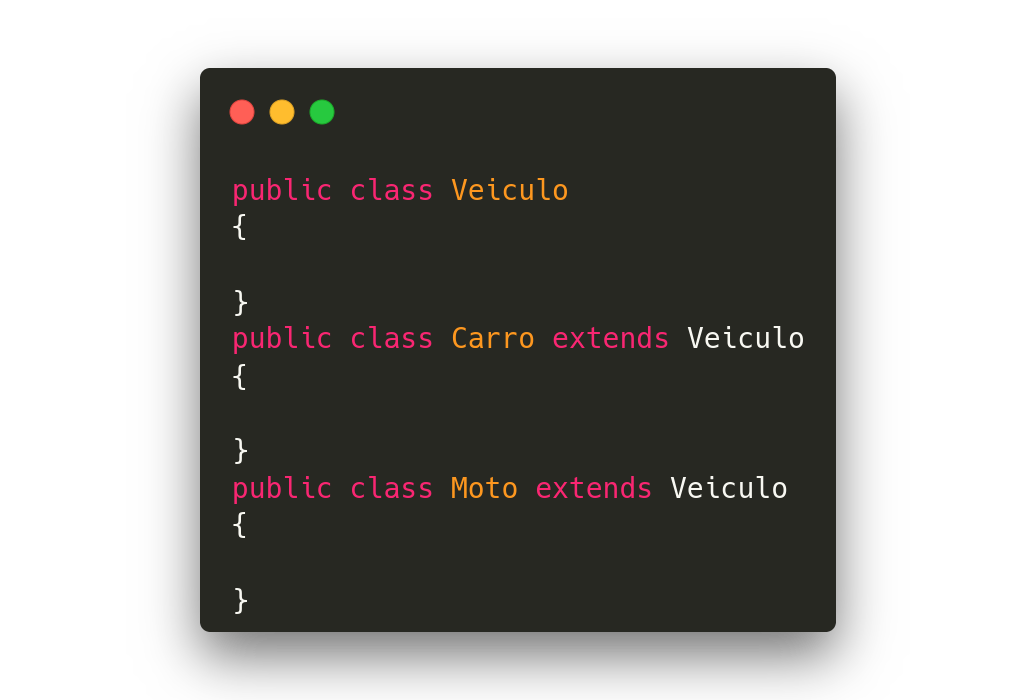 public class Veiculo
{
}
public class Carro extends Veiculo
{
}
public class Moto extends Veiculo
{
}